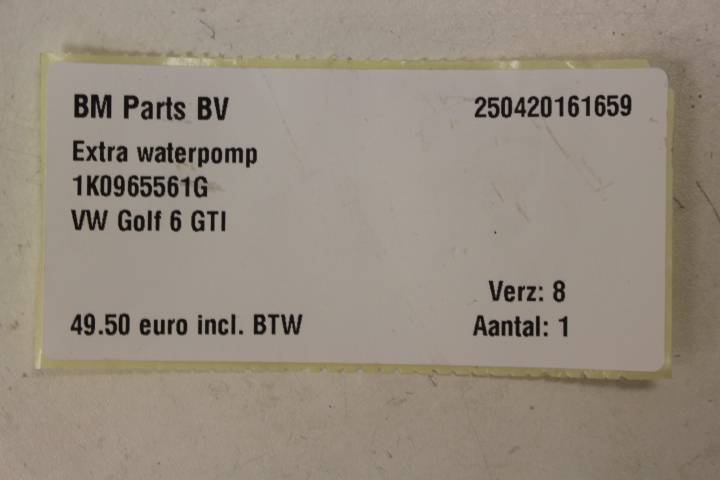 BM Parts BV 250420161659
Extra waterpomp
1K0965561G
VW Golf 6 GTI
Verz: 8
49.50 euro incl. BTW Aantal: 1